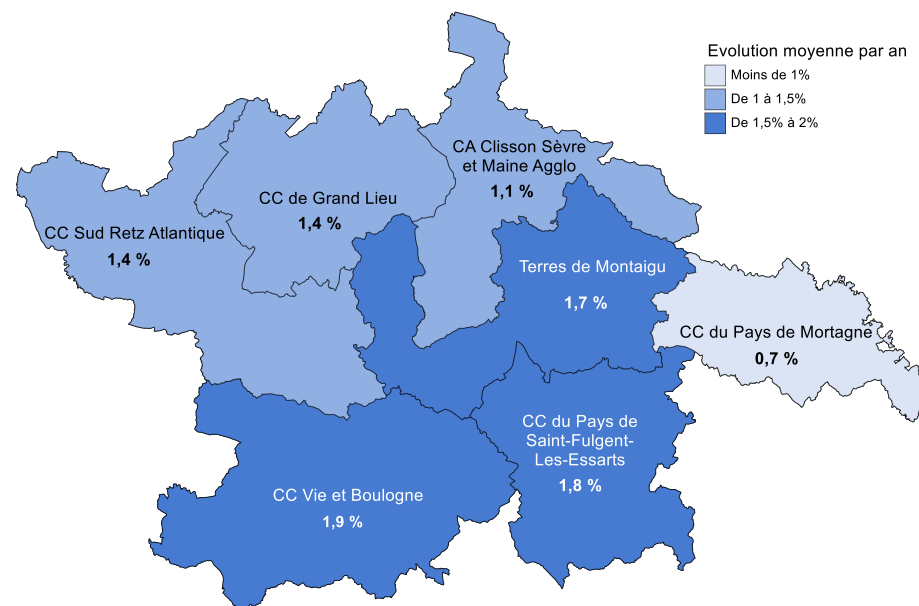 Evolution moyenne par an
Moins de 1%
De 1 à 1,5%
De 1,5% à 2%
CA Clisson Sèvre
et Maine Agglo
1,1 %
CC de Grand Lieu
1,4 %
CC Sud Retz Atlantique
1,4 %
Terres de Montaigu
1,7 %
CC du Pays de Mortagne
0,7 %
CC du Pays de
Saint-Fulgent-
Les-Essarts
1,8 %
CC Vie et Boulogne
1,9 %